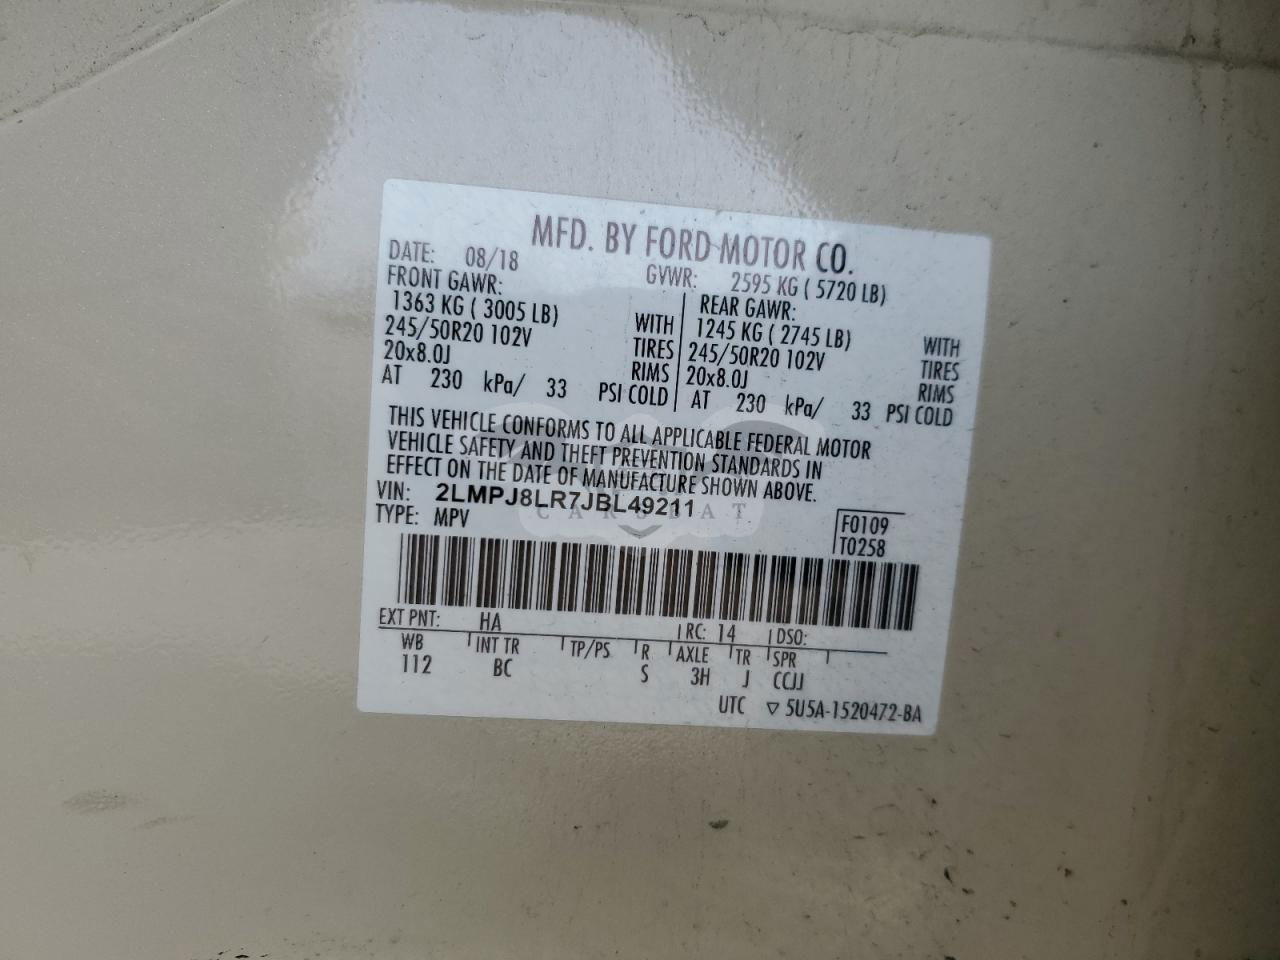 MFD. BY FORD MOTOR CO.
DATE: 08/18 GVWR: 2595 KG ( 5720 LB)
FRONT GAWR: REAR GAWR:
1363 KG ( 3005 LB) WITH 1245 KG ( 2745 LB) WITH
245/50R20 102V TIRES 245/50R20 102V TIRES
20x8.0J RIMS 20x8.0J RIMS
AT 230 kPa/ 33 PSI COLD AT 230 kPa/ 33 PSI COLD
THIS VEHICLE CONFORMS TO ALL APPLICABLE FEDERAL MOTOR
VEHICLE SAFETY AND THEFT PREVENTION STANDARDS IN
EFFECT ON THE DATE OF MANUFACTURE SHOWN ABOVE.
VIN: 2LMPJ8LR7JBL49211
CARSBAT
TYPE: MPV F0109
T0258
EXT PNT: HA RC: 14 DSO:
WB INT TR TP/PS R AXLE TR SPR
112 BC S 3H J CCJJ
UTC ▽ 5U5A-1520472-BA